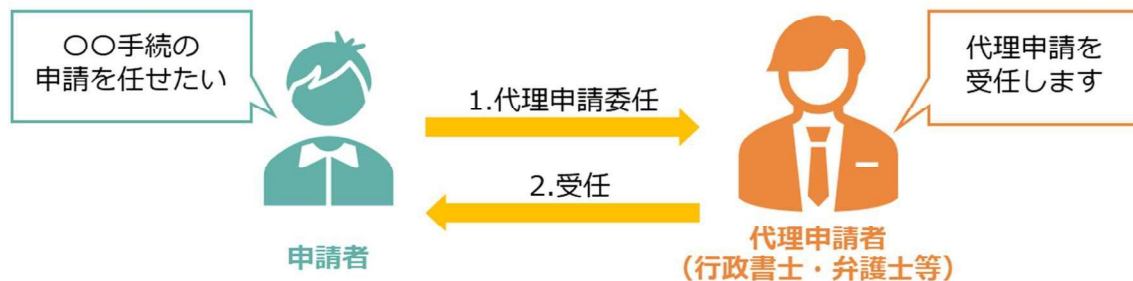 〇〇手続の
申請を任せたい
代理申請を
受任します
1.代理申請委任
2.受任
申請者
代理申請者
（行政書士・弁護士等）